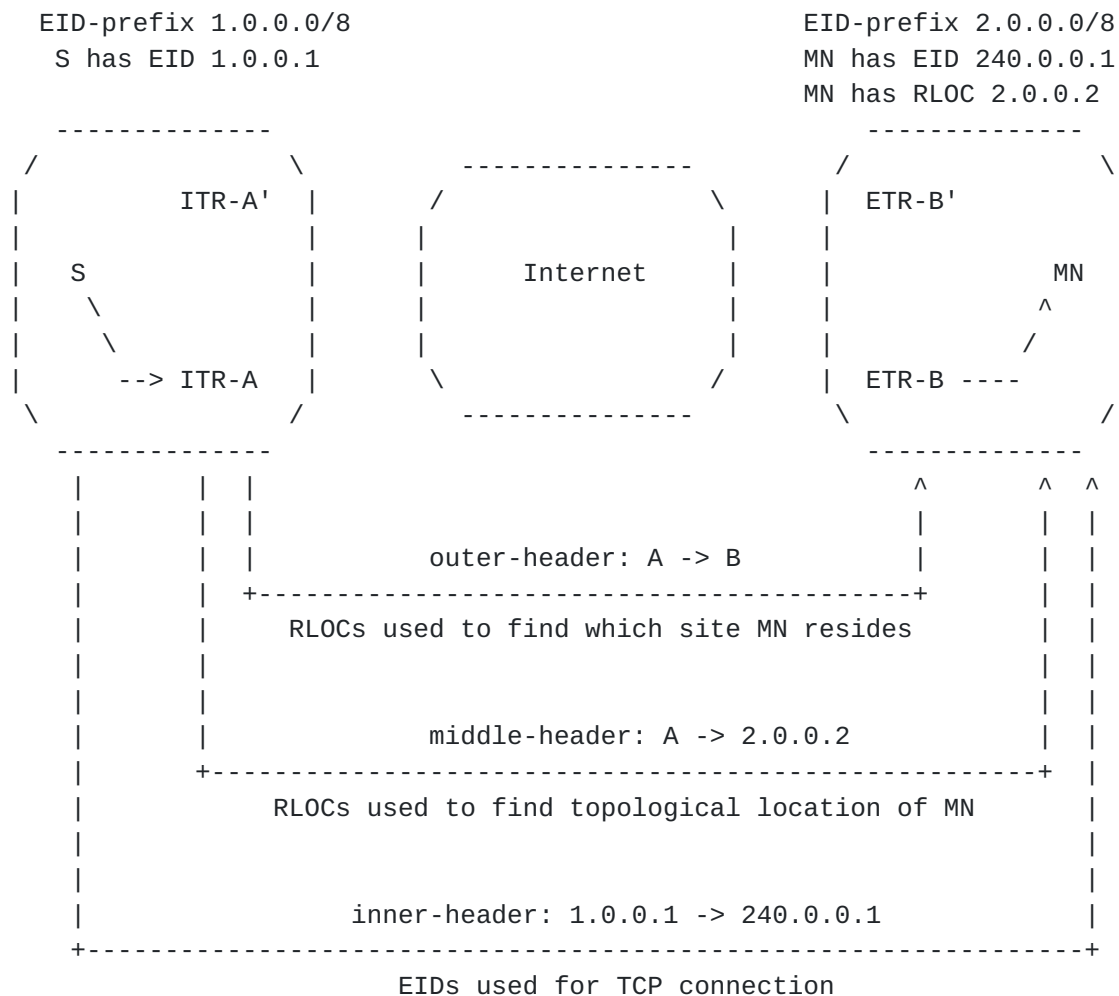 EID-prefix 1.0.0.0/8 EID-prefix 2.0.0.0/8
S has EID 1.0.0.1 MN has EID 240.0.0.1
MN has RLOC 2.0.0.2
ITR-A' ETR-B'
S Internet MN
--> ITR-A ETR-B ----
outer-header: A -> B
RLOCs used to find which site MN resides
middle-header: A -> 2.0.0.2
RLOCs used to find topological location of MN
inner-header: 1.0.0.1 -> 240.0.0.1
EIDs used for TCP connection